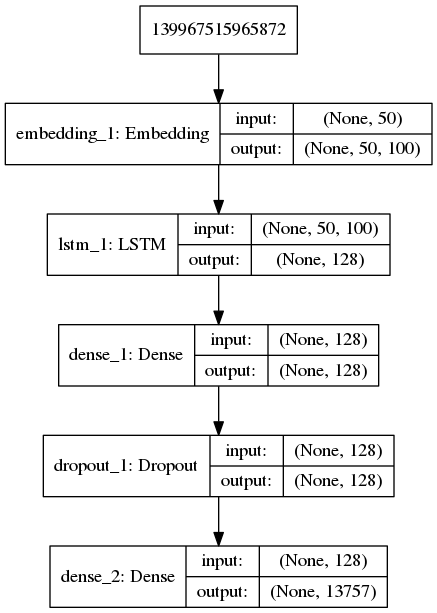 139967515965872
embedding_1: Embedding
input:
(None, 50)
output:
(None, 50, 100)
lstm_1: LSTM
input:
(None, 50, 100)
output:
(None, 128)
dense_1: Dense
input:
(None, 128)
output:
(None, 128)
dropout_1: Dropout
input:
(None, 128)
output:
(None, 128)
dense_2: Dense
input:
(None, 128)
output:
(None, 13757)